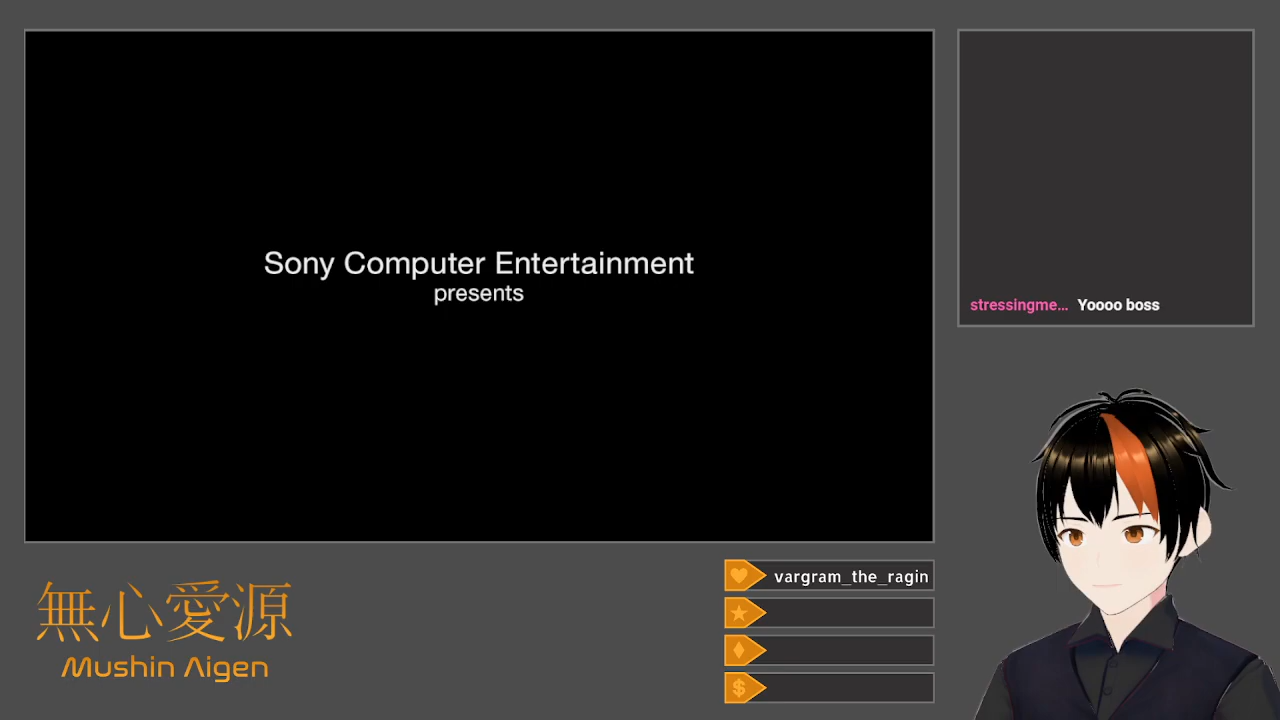 Sony Computer Entertainment
presents
stressingme... Yoooo boss
無心愛源
Mushin Aigen
vargram_the_ragin
$